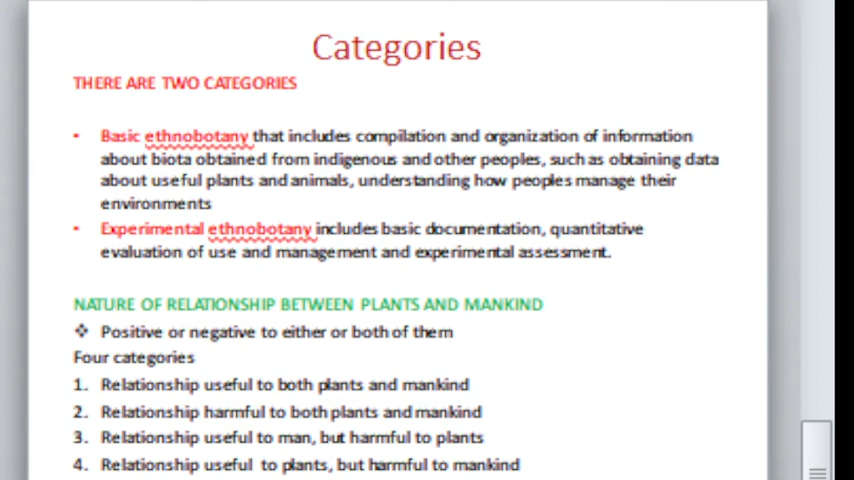 Categories
THERE ARE TWO CATEGORIES
- Basic ethnobotany that includes compilation and organization of information
about biota obtained from indigenous and other peoples, such as obtaining data
about useful plants and animals, understanding how peoples manage their
environments
- Experimental ethnobotany includes basic documentation, quantitative
evaluation of use and management and experimental assessment.
NATURE OF RELATIONSHIP BETWEEN PLANTS AND MANKIND
❖ Positive or negative to either or both of them
Four categories
1. Relationship useful to both plants and mankind
2. Relationship harmful to both plants and mankind
3. Relationship useful to man, but harmful to plants
4. Relationship useful to plants, but harmful to mankind